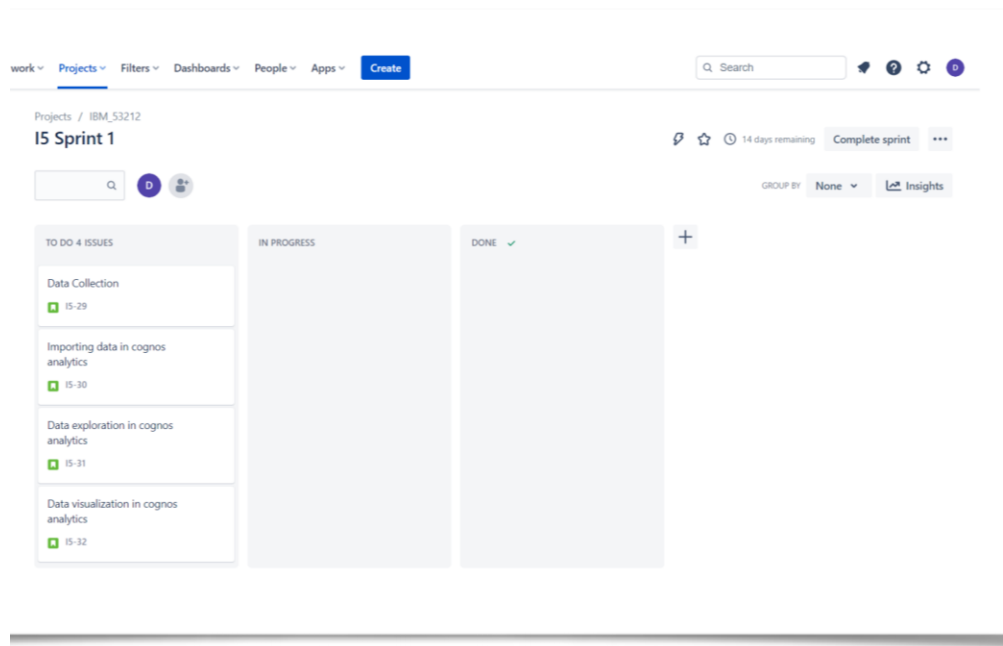 work Projects Filters Dashboards People Apps Create Search D
Projects / IBM_53212
I5 Sprint 1
14 days remaining Complete sprint
D
GROUP BY None Insights
TO DO 4 ISSUES
IN PROGRESS
DONE
Data Collection
I5-29
Importing data in cognos
analytics
I5-30
Data exploration in cognos
analytics
I5-31
Data visualization in cognos
analytics
I5-32